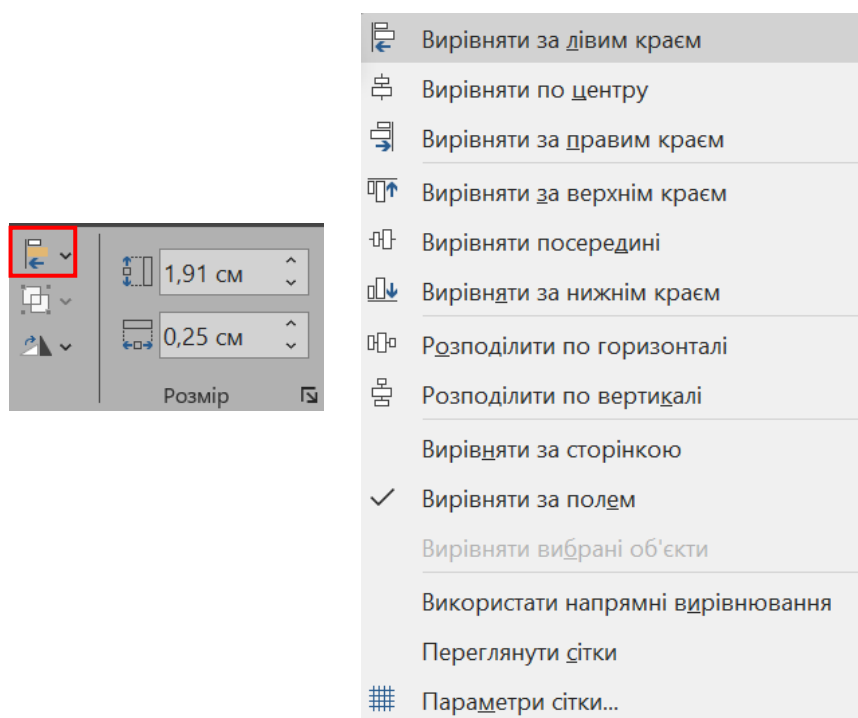 1,91 см
0,25 см
Розмір
Вирівняти за лівим краєм
Вирівняти по центру
Вирівняти за правим краєм
Вирівняти за верхнім краєм
Вирівняти посередині
Вирівняти за нижнім краєм
Розподілити по горизонталі
Розподілити по вертикалі
Вирівняти за сторінкою
Вирівняти за полем
Вирівняти вибрані об'єкти
Використати напрямні вирівнювання
Переглянути сітки
Параметри сітки...